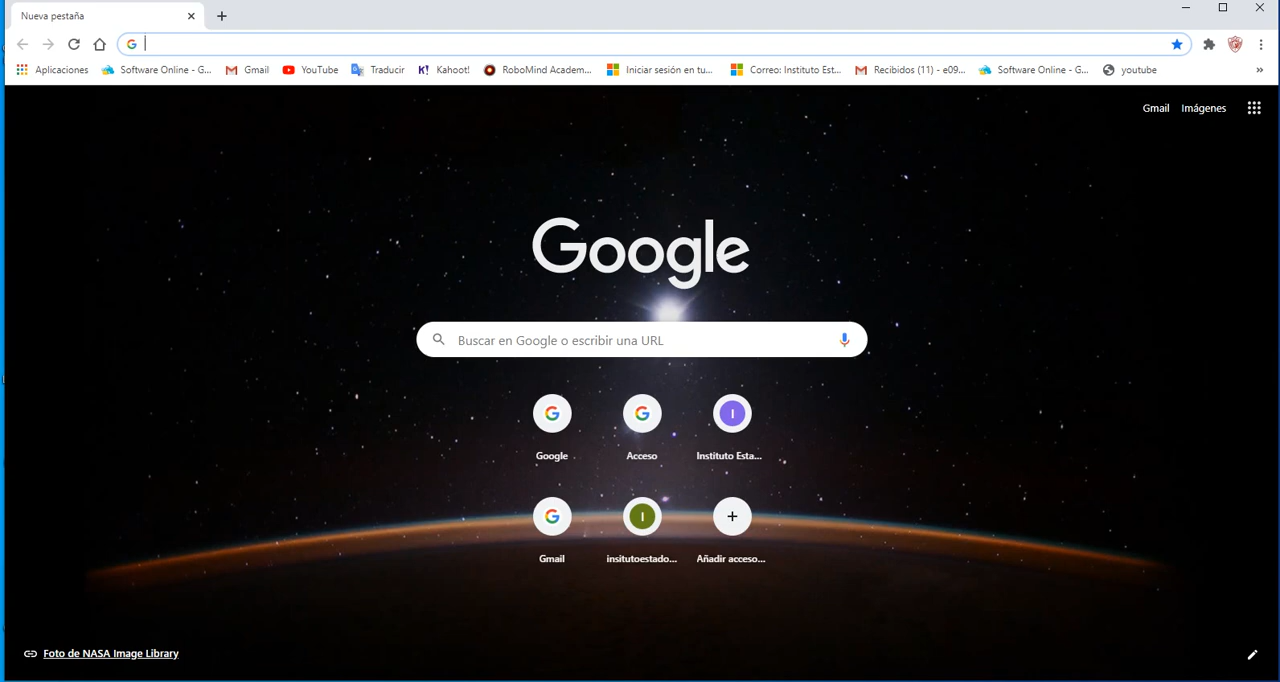 Nueva pestaña
Aplicaciones Software Online - G... Gmail YouTube Traducir Kahoot! RoboMind Academ... Iniciar sesión en tu... Correo: Instituto Est... Recibidos (11) - e09... Software Online - G... youtube »
Gmail Imágenes
Google
Buscar en Google o escribir una URL
Google Acceso Instituto Esta...
Gmail insitutoestado... Añadir acceso...
Foto de NASA Image Library